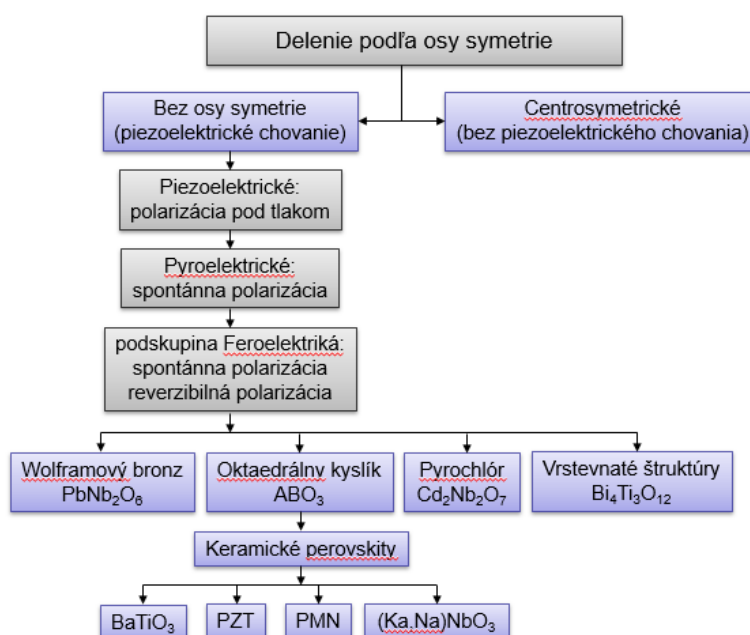 Delenie podľa osy symetrie
Bez osy symetrie
(piezoelektrické chovanie)
Centrosymetrické
(bez piezoelektrického chovania)
Piezoelektrické:
polarizácia pod tlakom
Pyroelektrické:
spontánna polarizácia
podskupina Feroelektriká:
spontánna polarizácia
reverzibilná polarizácia
Wolframový bronz
PbNb₂O₆
Oktaedrálny kyslík
ABO₃
Pyrochlór
Cd₂Nb₂O₇
Vrstevnaté štruktúry
Bi₄Ti₃O₁₂
Keramické perovskity
BaTiO₃
PZT
PMN
(Ka.Na)NbO₃